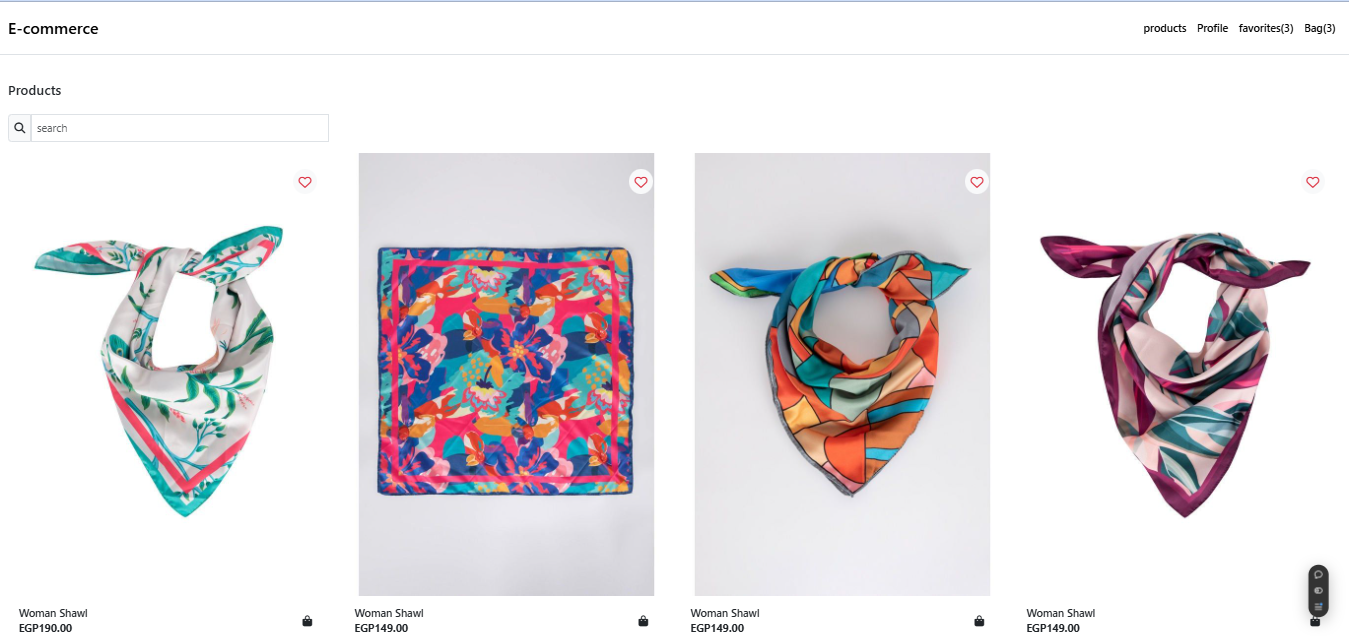 E-commerce
products Profile favorites(3) Bag(3)
Products
search
Woman Shawl
EGP190.00
Woman Shawl
EGP149.00
Woman Shawl
EGP149.00
Woman Shawl
EGP149.00